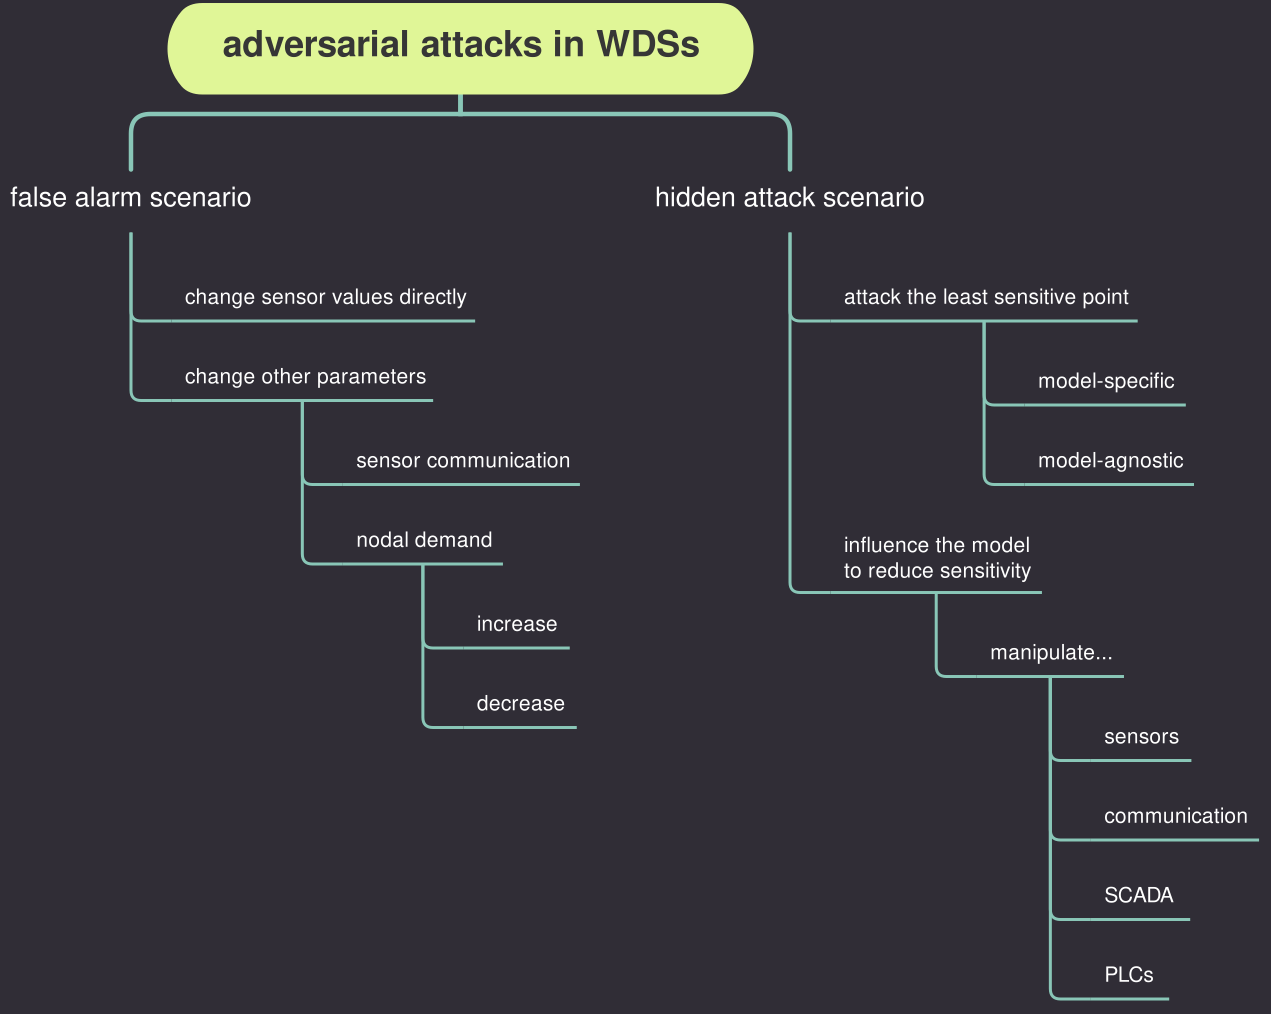 adversarial attacks in WDSs
false alarm scenario
change sensor values directly
change other parameters
sensor communication
nodal demand
increase
decrease
hidden attack scenario
attack the least sensitive point
model-specific
model-agnostic
influence the model
to reduce sensitivity
manipulate...
sensors
communication
SCADA
PLCs